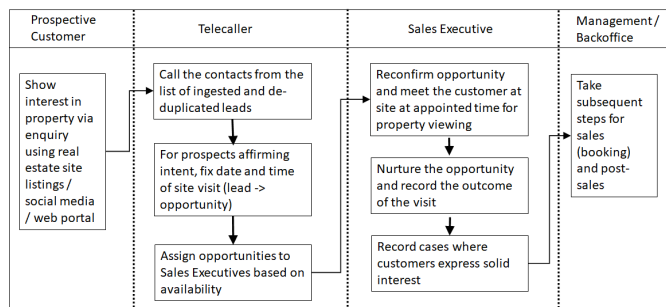 Prospective
Customer
Telecaller
Sales Executive
Management /
Backoffice
Show
interest in
property via
enquiry
using real
estate site
listings /
social media
/ web portal
Call the contacts from the
list of ingested and de-
duplicated leads
For prospects affirming
intent, fix date and time
of site visit (lead ->
opportunity)
Assign opportunities to
Sales Executives based on
availability
Reconfirm opportunity
and meet the customer at
site at appointed time for
property viewing
Nurture the opportunity
and record the outcome
of the visit
Record cases where
customers express solid
interest
Take
subsequent
steps for
sales
(booking)
and post-
sales